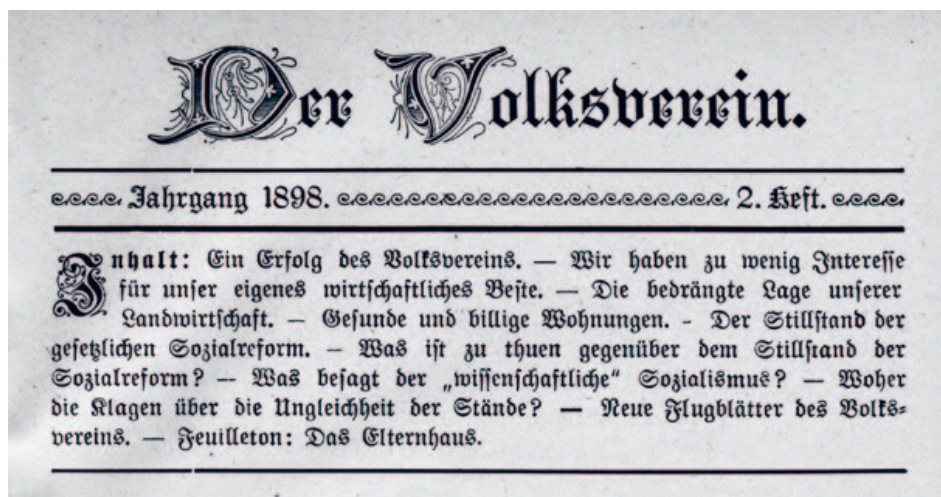 Der Volksverein.
Jahrgang 1898. 2. Heft.
Inhalt: Ein Erfolg des Volksvereins. — Wir haben zu wenig Interesse
für unser eigenes wirtschaftliches Beste. — Die bedrängte Lage unserer
Landwirtschaft. — Gesunde und billige Wohnungen. - Der Stillstand der
gesetzlichen Sozialreform. — Was ist zu thuen gegenüber dem Stillstand der
Sozialreform? — Was besagt der „wissenschaftliche“ Sozialismus? — Woher
die Klagen über die Ungleichheit der Stände? — Neue Flugblätter des Volks-
vereins. — Feuilleton: Das Elternhaus.